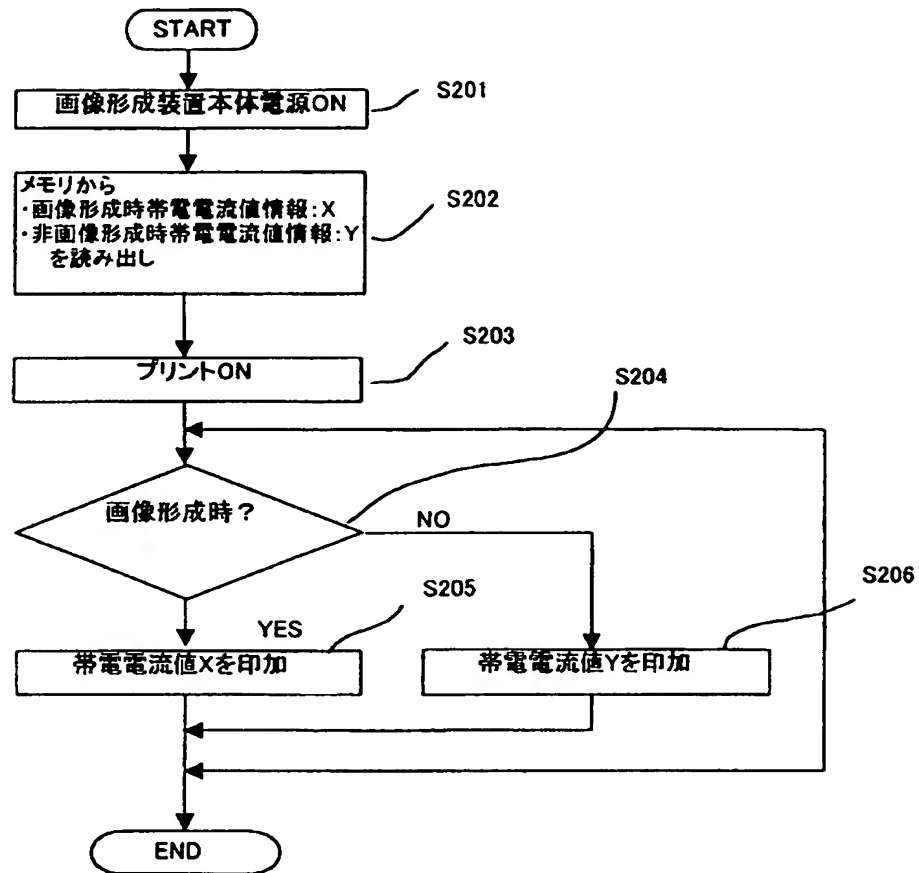 START
画像形成装置本体電源ON
S201
メモリから
・画像形成時帯電電流値情報:X
・非画像形成時帯電電流値情報:Y
を読み出し
S202
プリントON
S203
S204
画像形成時?
NO
YES
S205
S206
帯電電流値Xを印加
帯電電流値Yを印加
END